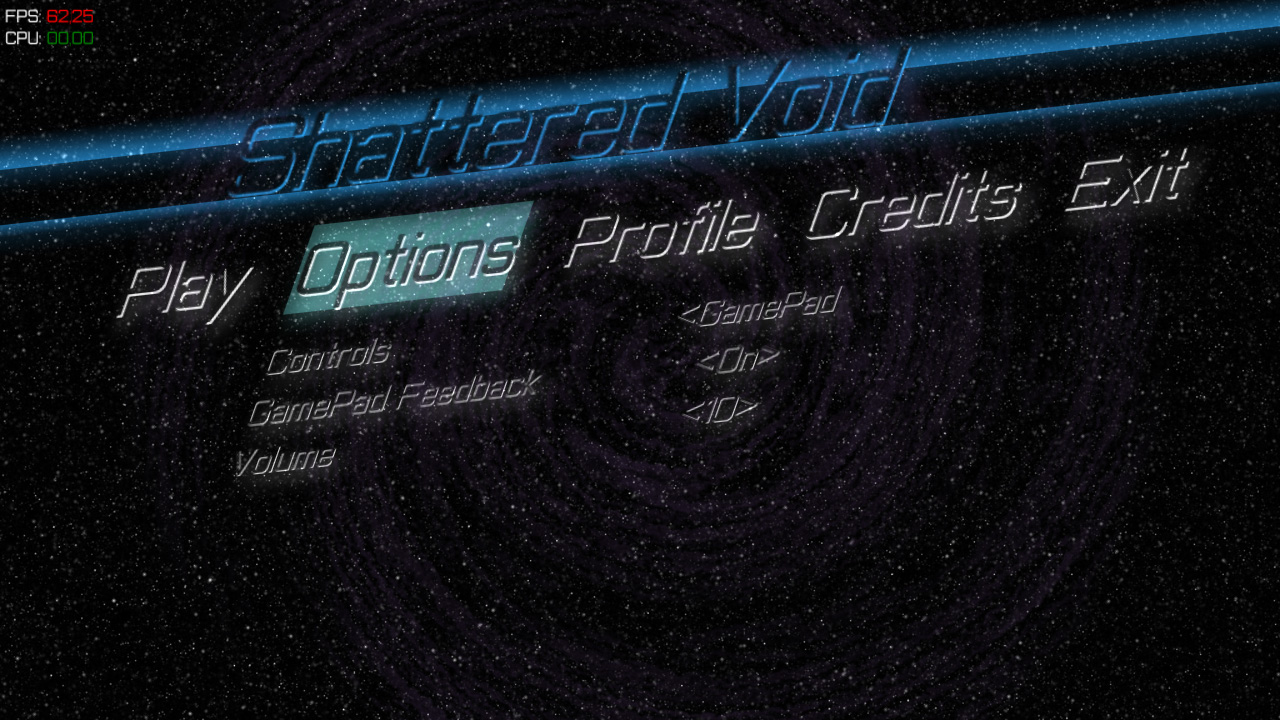 FPS: 62.25
CPU: 00.00
Shattered Void
Play Options Profile Credits Exit
Controls <GamePad
GamePad Feedback <On>
Volume <10>